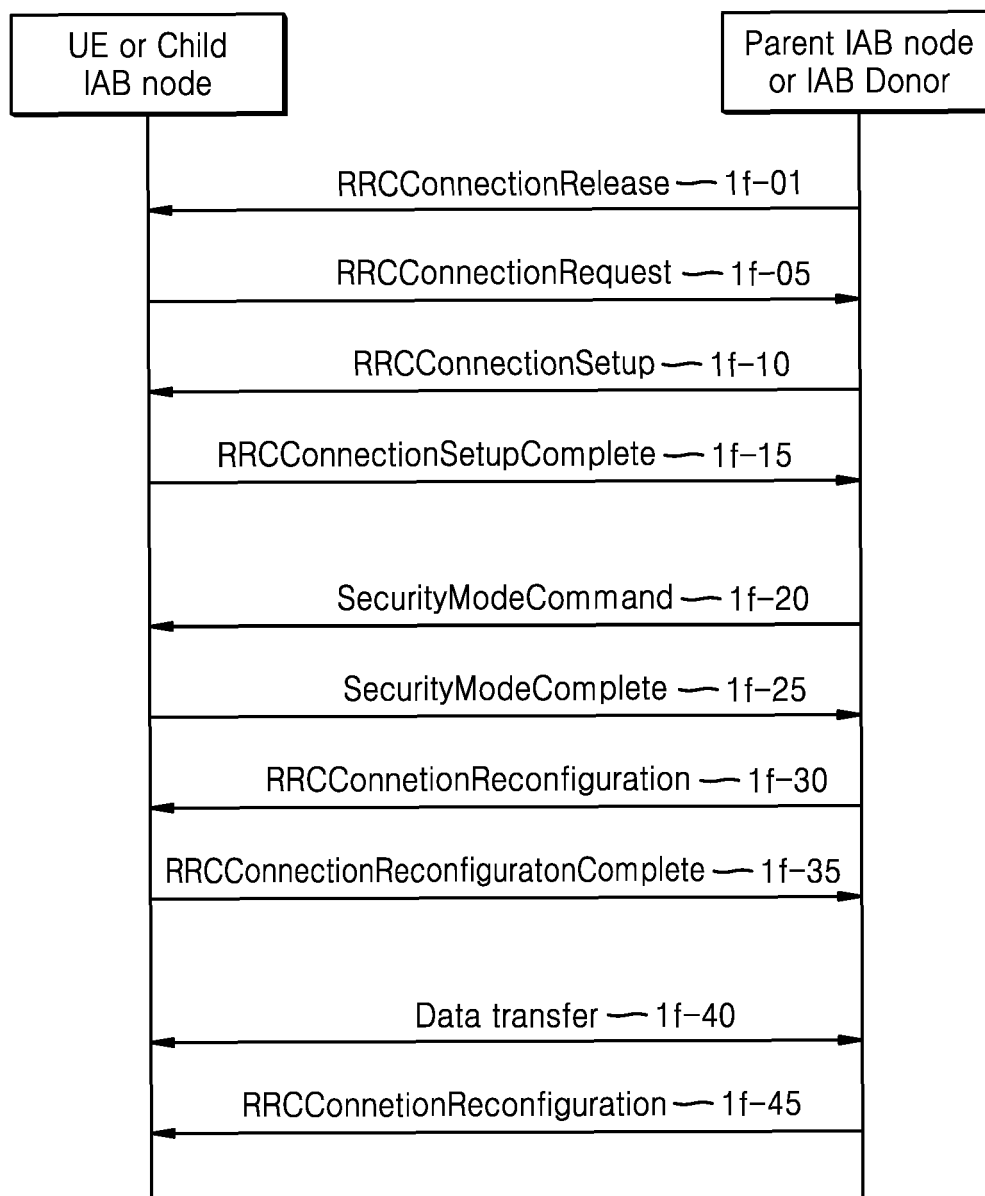 UE or Child
IAB node
Parent IAB node
or IAB Donor
RRCConnectionRelease 1f-01
RRCConnectionRequest 1f-05
RRCConnectionSetup 1f-10
RRCConnectionSetupComplete 1f-15
SecurityModeCommand 1f-20
SecurityModeComplete 1f-25
RRCConnetionReconfiguration 1f-30
RRCConnectionReconfiguratonComplete 1f-35
Data transfer 1f-40
RRCConnetionReconfiguration 1f-45